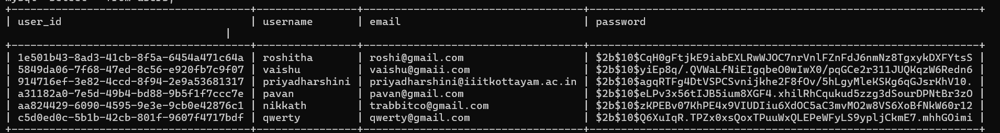 mysql> select * from users;
+--------------------------------------+----------------+------------------------------------+--------------------------------------------------------------+
| user_id                              | username       | email                              | password
                                   |
+--------------------------------------+----------------+------------------------------------+--------------------------------------------------------------+
| 1e501b43-8ad3-41cb-8f5a-6454a471c64a | roshitha       | roshi@gmail.com                    | $2b$10$CqH0gFtjkE9iabEXLRwWJOC7nrVnlFZnFdJ6nmNz8TgxykDXFYtsS |
| 5849da06-7f68-47ed-8c56-e920fb7c9f07 | vaishu         | vaishu@gmaii.com                   | $2b$10$yiEp8q/.QVWaLfNiEIgqbeO0wIwX0/pqGCe2r311JUQKqzW6Redn6 |
| 914716ef-3e82-4ccd-8f94-2e9a53681317 | priyadharshini | priyadharshini@iiitkottayam.ac.in | $2b$10$agqRTFg4DtVSPCSvnijkhe2F8fOv/5hLgyMleKSKg6qGJsrKhV10. |
| a31182a0-7e5d-49b4-bd88-9b5f1f7ccc7e | pavan          | pavan@gmail.com                    | $2b$10$eLPv3x56tIJB5ium8XGF4.xhilRhCqukud5zzg3dSourDPNtBr3zO |
| aa824429-6090-4595-9e3e-9cb0e42876c1 | nikkath        | trabbitco@gmail.com                | $2b$10$zKPEBv07KhPE4x9VIUDIiu6XdOC5aC3mvMO2w8VS6XoBfNkW60r12 |
| c5d0ed0c-5b1b-42cb-801f-9607f4717bdf | qwerty         | qwerty@gmail.com                   | $2b$10$Q6XuIqR.TPZx0xsQoxTPuuWxQLEPeWFyLS9ypljCkmE7.mhhGOimi |
+--------------------------------------+----------------+------------------------------------+--------------------------------------------------------------+